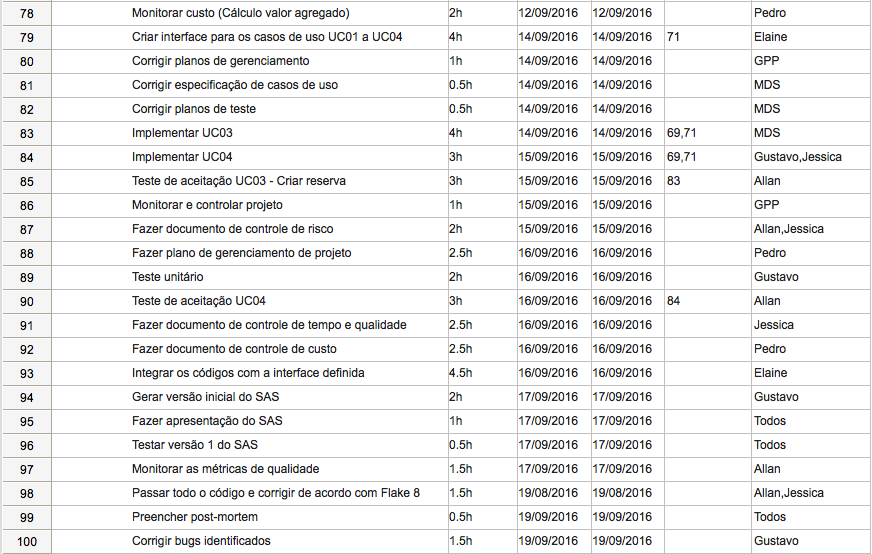 78 Monitorar custo (Cálculo valor agregado) 2h 12/09/2016 12/09/2016 Pedro
79 Criar interface para os casos de uso UC01 a UC04 4h 14/09/2016 14/09/2016 71 Elaine
80 Corrigir planos de gerenciamento 1h 14/09/2016 14/09/2016 GPP
81 Corrigir especificação de casos de uso 0.5h 14/09/2016 14/09/2016 MDS
82 Corrigir planos de teste 0.5h 14/09/2016 14/09/2016 MDS
83 Implementar UC03 4h 14/09/2016 14/09/2016 69,71 MDS
84 Implementar UC04 3h 15/09/2016 15/09/2016 69,71 Gustavo,Jessica
85 Teste de aceitação UC03 - Criar reserva 3h 15/09/2016 15/09/2016 83 Allan
86 Monitorar e controlar projeto 1h 15/09/2016 15/09/2016 GPP
87 Fazer documento de controle de risco 2h 15/09/2016 15/09/2016 Allan,Jessica
88 Fazer plano de gerenciamento de projeto 2.5h 16/09/2016 16/09/2016 Pedro
89 Teste unitário 2h 16/09/2016 16/09/2016 Gustavo
90 Teste de aceitação UC04 3h 16/09/2016 16/09/2016 84 Allan
91 Fazer documento de controle de tempo e qualidade 2.5h 16/09/2016 16/09/2016 Jessica
92 Fazer documento de controle de custo 2.5h 16/09/2016 16/09/2016 Pedro
93 Integrar os códigos com a interface definida 4.5h 16/09/2016 16/09/2016 Elaine
94 Gerar versão inicial do SAS 2h 17/09/2016 17/09/2016 Gustavo
95 Fazer apresentação do SAS 1h 17/09/2016 17/09/2016 Todos
96 Testar versão 1 do SAS 0.5h 17/09/2016 17/09/2016 Todos
97 Monitorar as métricas de qualidade 1.5h 17/09/2016 17/09/2016 Allan
98 Passar todo o código e corrigir de acordo com Flake 8 1.5h 19/08/2016 19/08/2016 Allan,Jessica
99 Preencher post-mortem 0.5h 19/09/2016 19/09/2016 Todos
100 Corrigir bugs identificados 1.5h 19/09/2016 19/09/2016 Gustavo